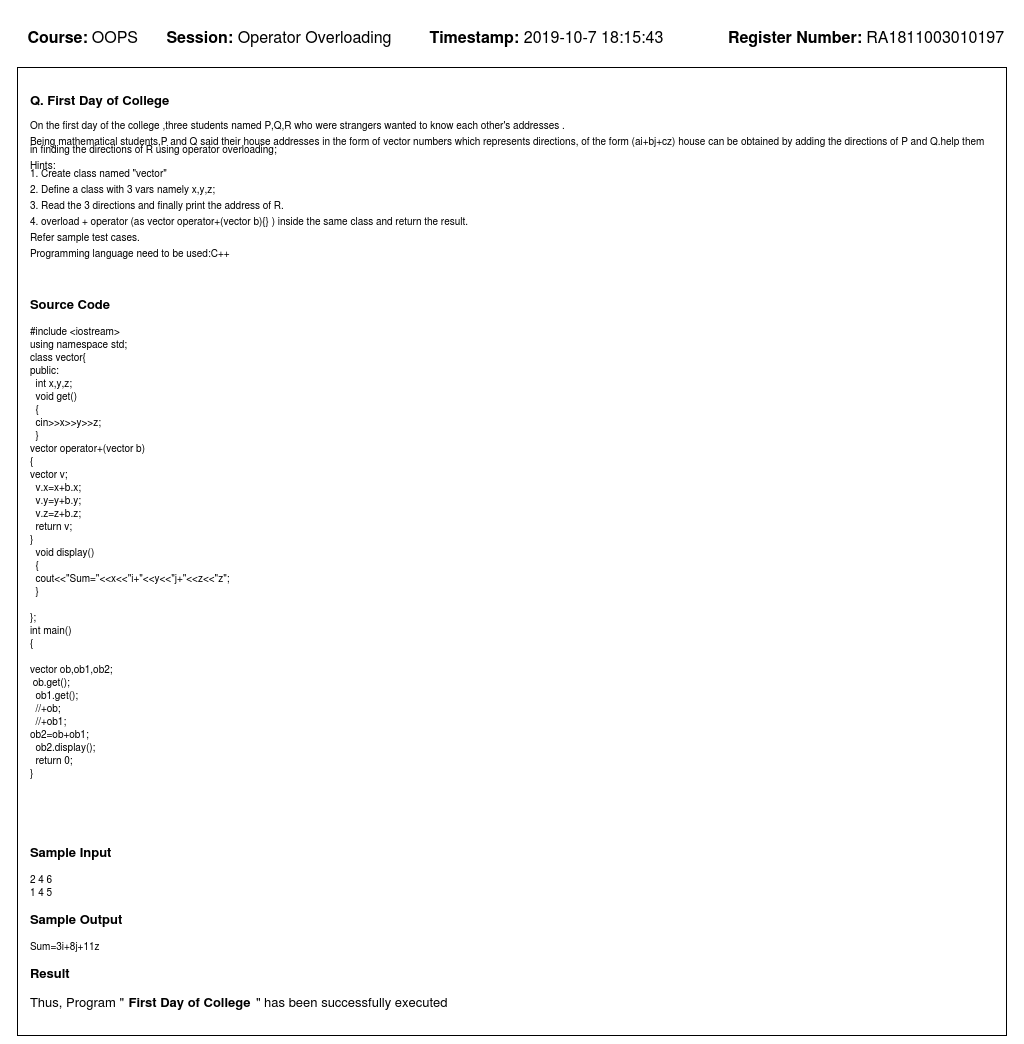 Course: OOPS Session: Operator Overloading Timestamp: 2019-10-7 18:15:43 Register Number: RA1811003010197
Q. First Day of College
On the first day of the college ,three students named P,Q,R who were strangers wanted to know each other's addresses .
Being mathematical students,P and Q said their house addresses in the form of vector numbers which represents directions, of the form (ai+bj+cz) house can be obtained by adding the directions of P and Q.help them
in finding the directions of R using operator overloading;
Hints:
1. Create class named "vector"
2. Define a class with 3 vars namely x,y,z;
3. Read the 3 directions and finally print the address of R.
4. overload + operator (as vector operator+(vector b){} ) inside the same class and return the result.
Refer sample test cases.
Programming language need to be used:C++
Source Code
#include <iostream>
using namespace std;
class vector{
public:
  int x,y,z;
  void get()
  {
  cin>>x>>y>>z;
  }
vector operator+(vector b)
{
vector v;
  v.x=x+b.x;
  v.y=y+b.y;
  v.z=z+b.z;
  return v;
}
  void display()
  {
  cout<<"Sum="<<x<<"i+"<<y<<"j+"<<z<<"z";
  }
};
int main()
{
vector ob,ob1,ob2;
 ob.get();
  ob1.get();
  //+ob;
  //+ob1;
ob2=ob+ob1;
  ob2.display();
  return 0;
}
Sample Input
2 4 6
1 4 5
Sample Output
Sum=3i+8j+11z
Result
Thus, Program " First Day of College " has been successfully executed